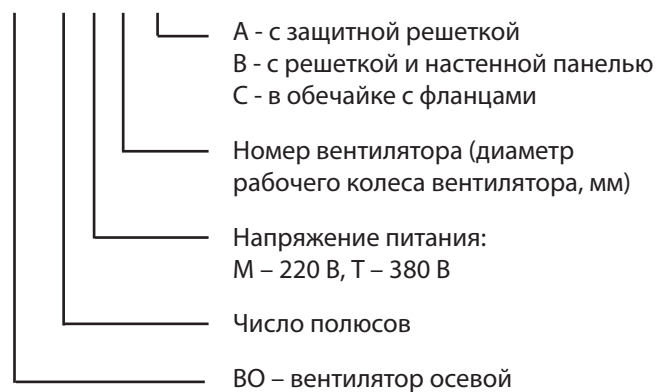 А - с защитной решеткой
В - с решеткой и настенной панелью
С - в обечайке с фланцами
Номер вентилятора (диаметр
рабочего колеса вентилятора, мм)
Напряжение питания:
М – 220 В, Т – 380 В
Число полюсов
ВО – вентилятор осевой